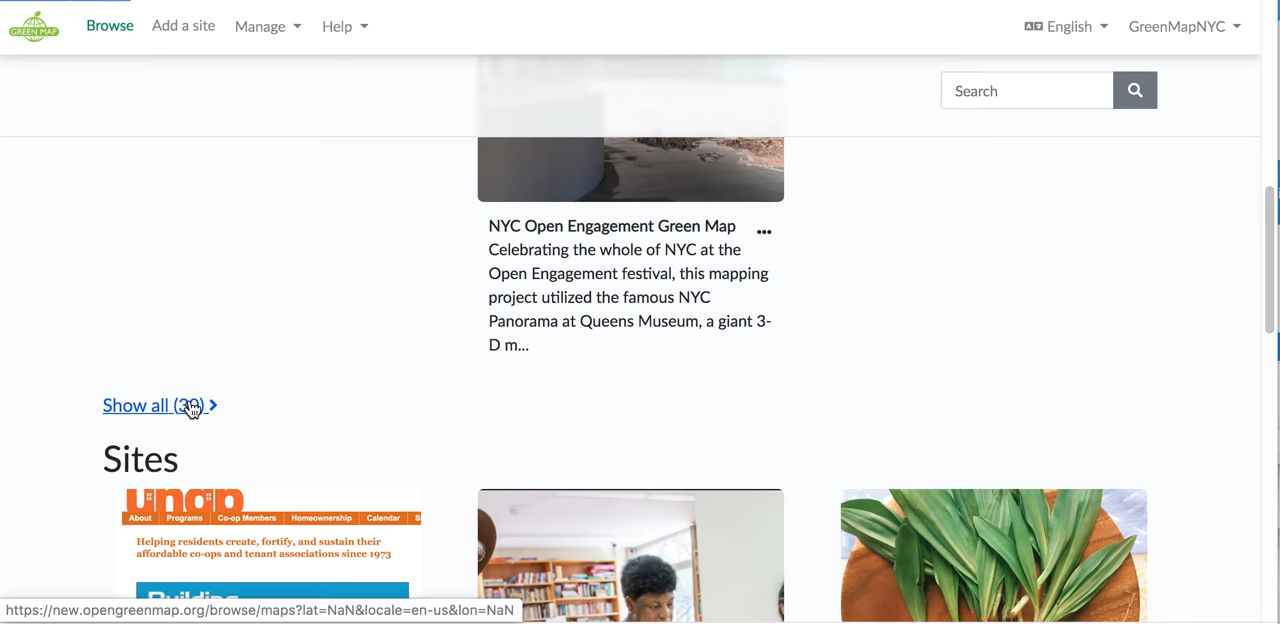 GREEN MAP
Browse
Add a site
Manage
Help
English
GreenMapNYC
Search
NYC Open Engagement Green Map
Celebrating the whole of NYC at the
Open Engagement festival, this mapping
project utilized the famous NYC
Panorama at Queens Museum, a giant 3-
D m...
Show all
Sites
About Programs Co-op Members Homeownership Calendar S
Helping residents create, fortify, and sustain their
affordable co-ops and tenant associations since 1973
Building
https://new.opengreenmap.org/browse/maps?lat=NaN&locale=en-us&lon=NaN